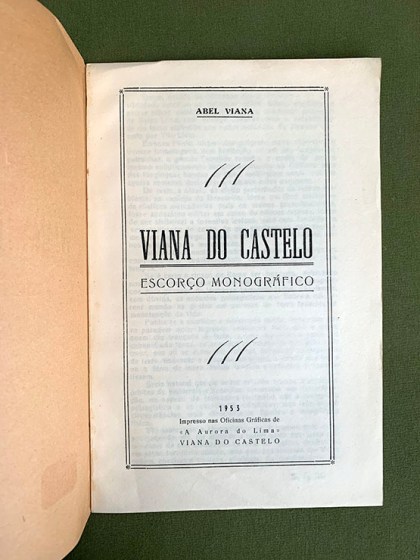 ABEL VIANA
VIANA DO CASTELO
ESCORÇO MONOGRÁFICO
1953
Impresso nas Oficinas Gráficas de
«A Aurora do Lima»
VIANA DO CASTELO